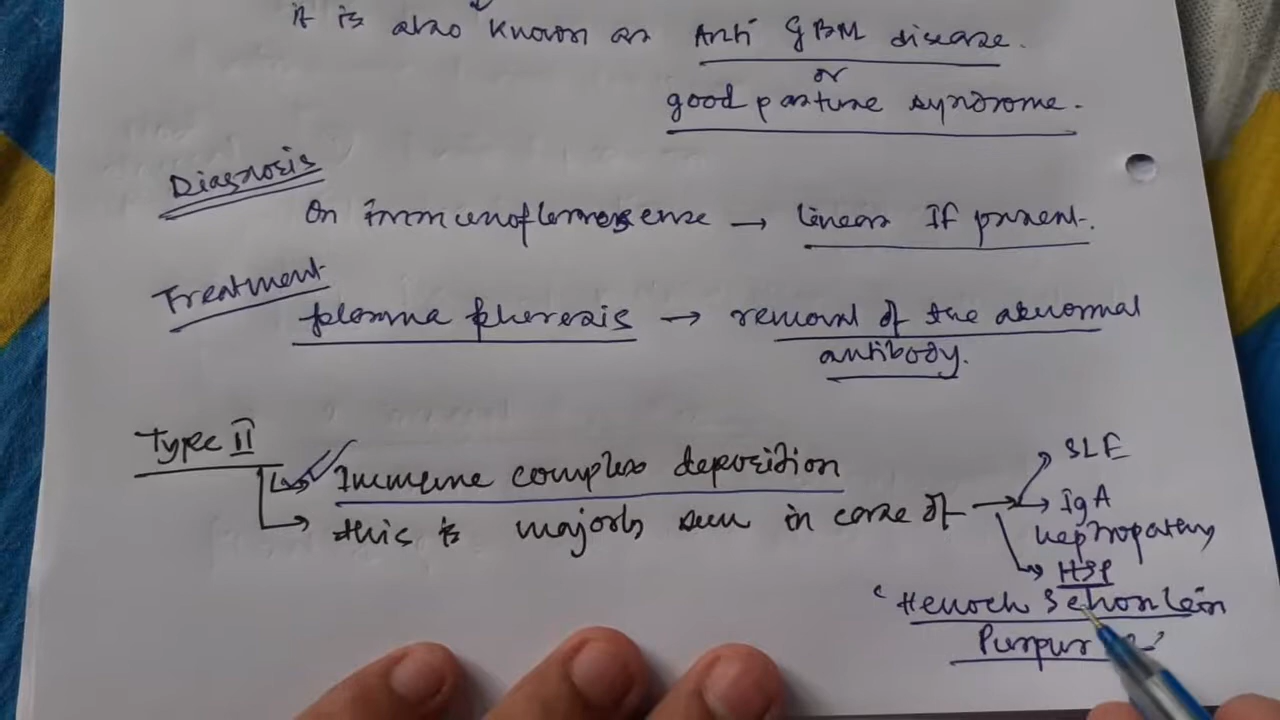 it is also known as Anti GBM disease.
or
good pasture syndrome.
Diagnosis
On immunoflerresense → linear If present.
Treatment
plasma pheresis → removal of the abnormal
antibody.
Type II
Immune complex deposition
this is majorly seen in case of →
SLE
IgA
nephropathy
HSP
'Henoch Schonlein
Purpura'